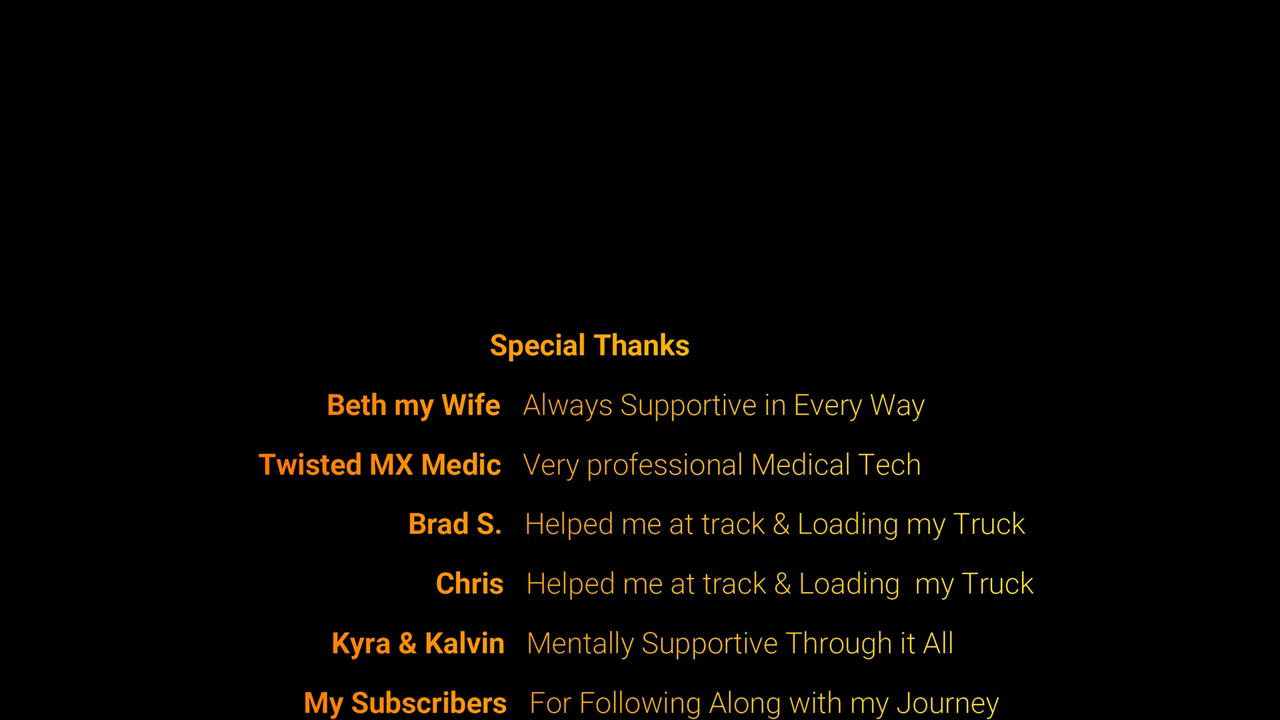 Special Thanks
Beth my Wife Always Supportive in Every Way
Twisted MX Medic Very professional Medical Tech
Brad S. Helped me at track & Loading my Truck
Chris Helped me at track & Loading  my Truck
Kyra & Kalvin Mentally Supportive Through it All
My Subscribers For Following Along with my Journey